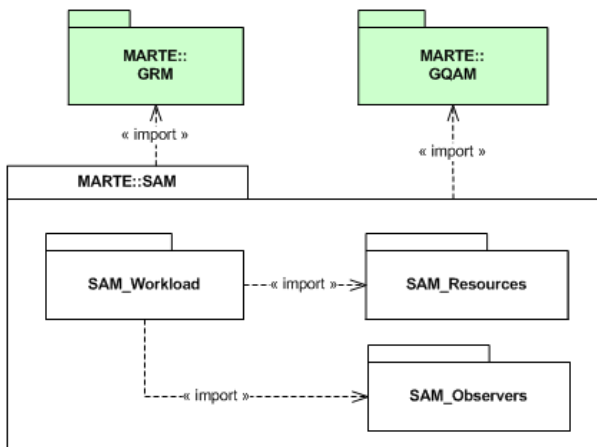 MARTE::
GRM
MARTE::
GQAM
« import »
« import »
MARTE::SAM
SAM_Workload
« import »
SAM_Resources
« import »
SAM_Observers